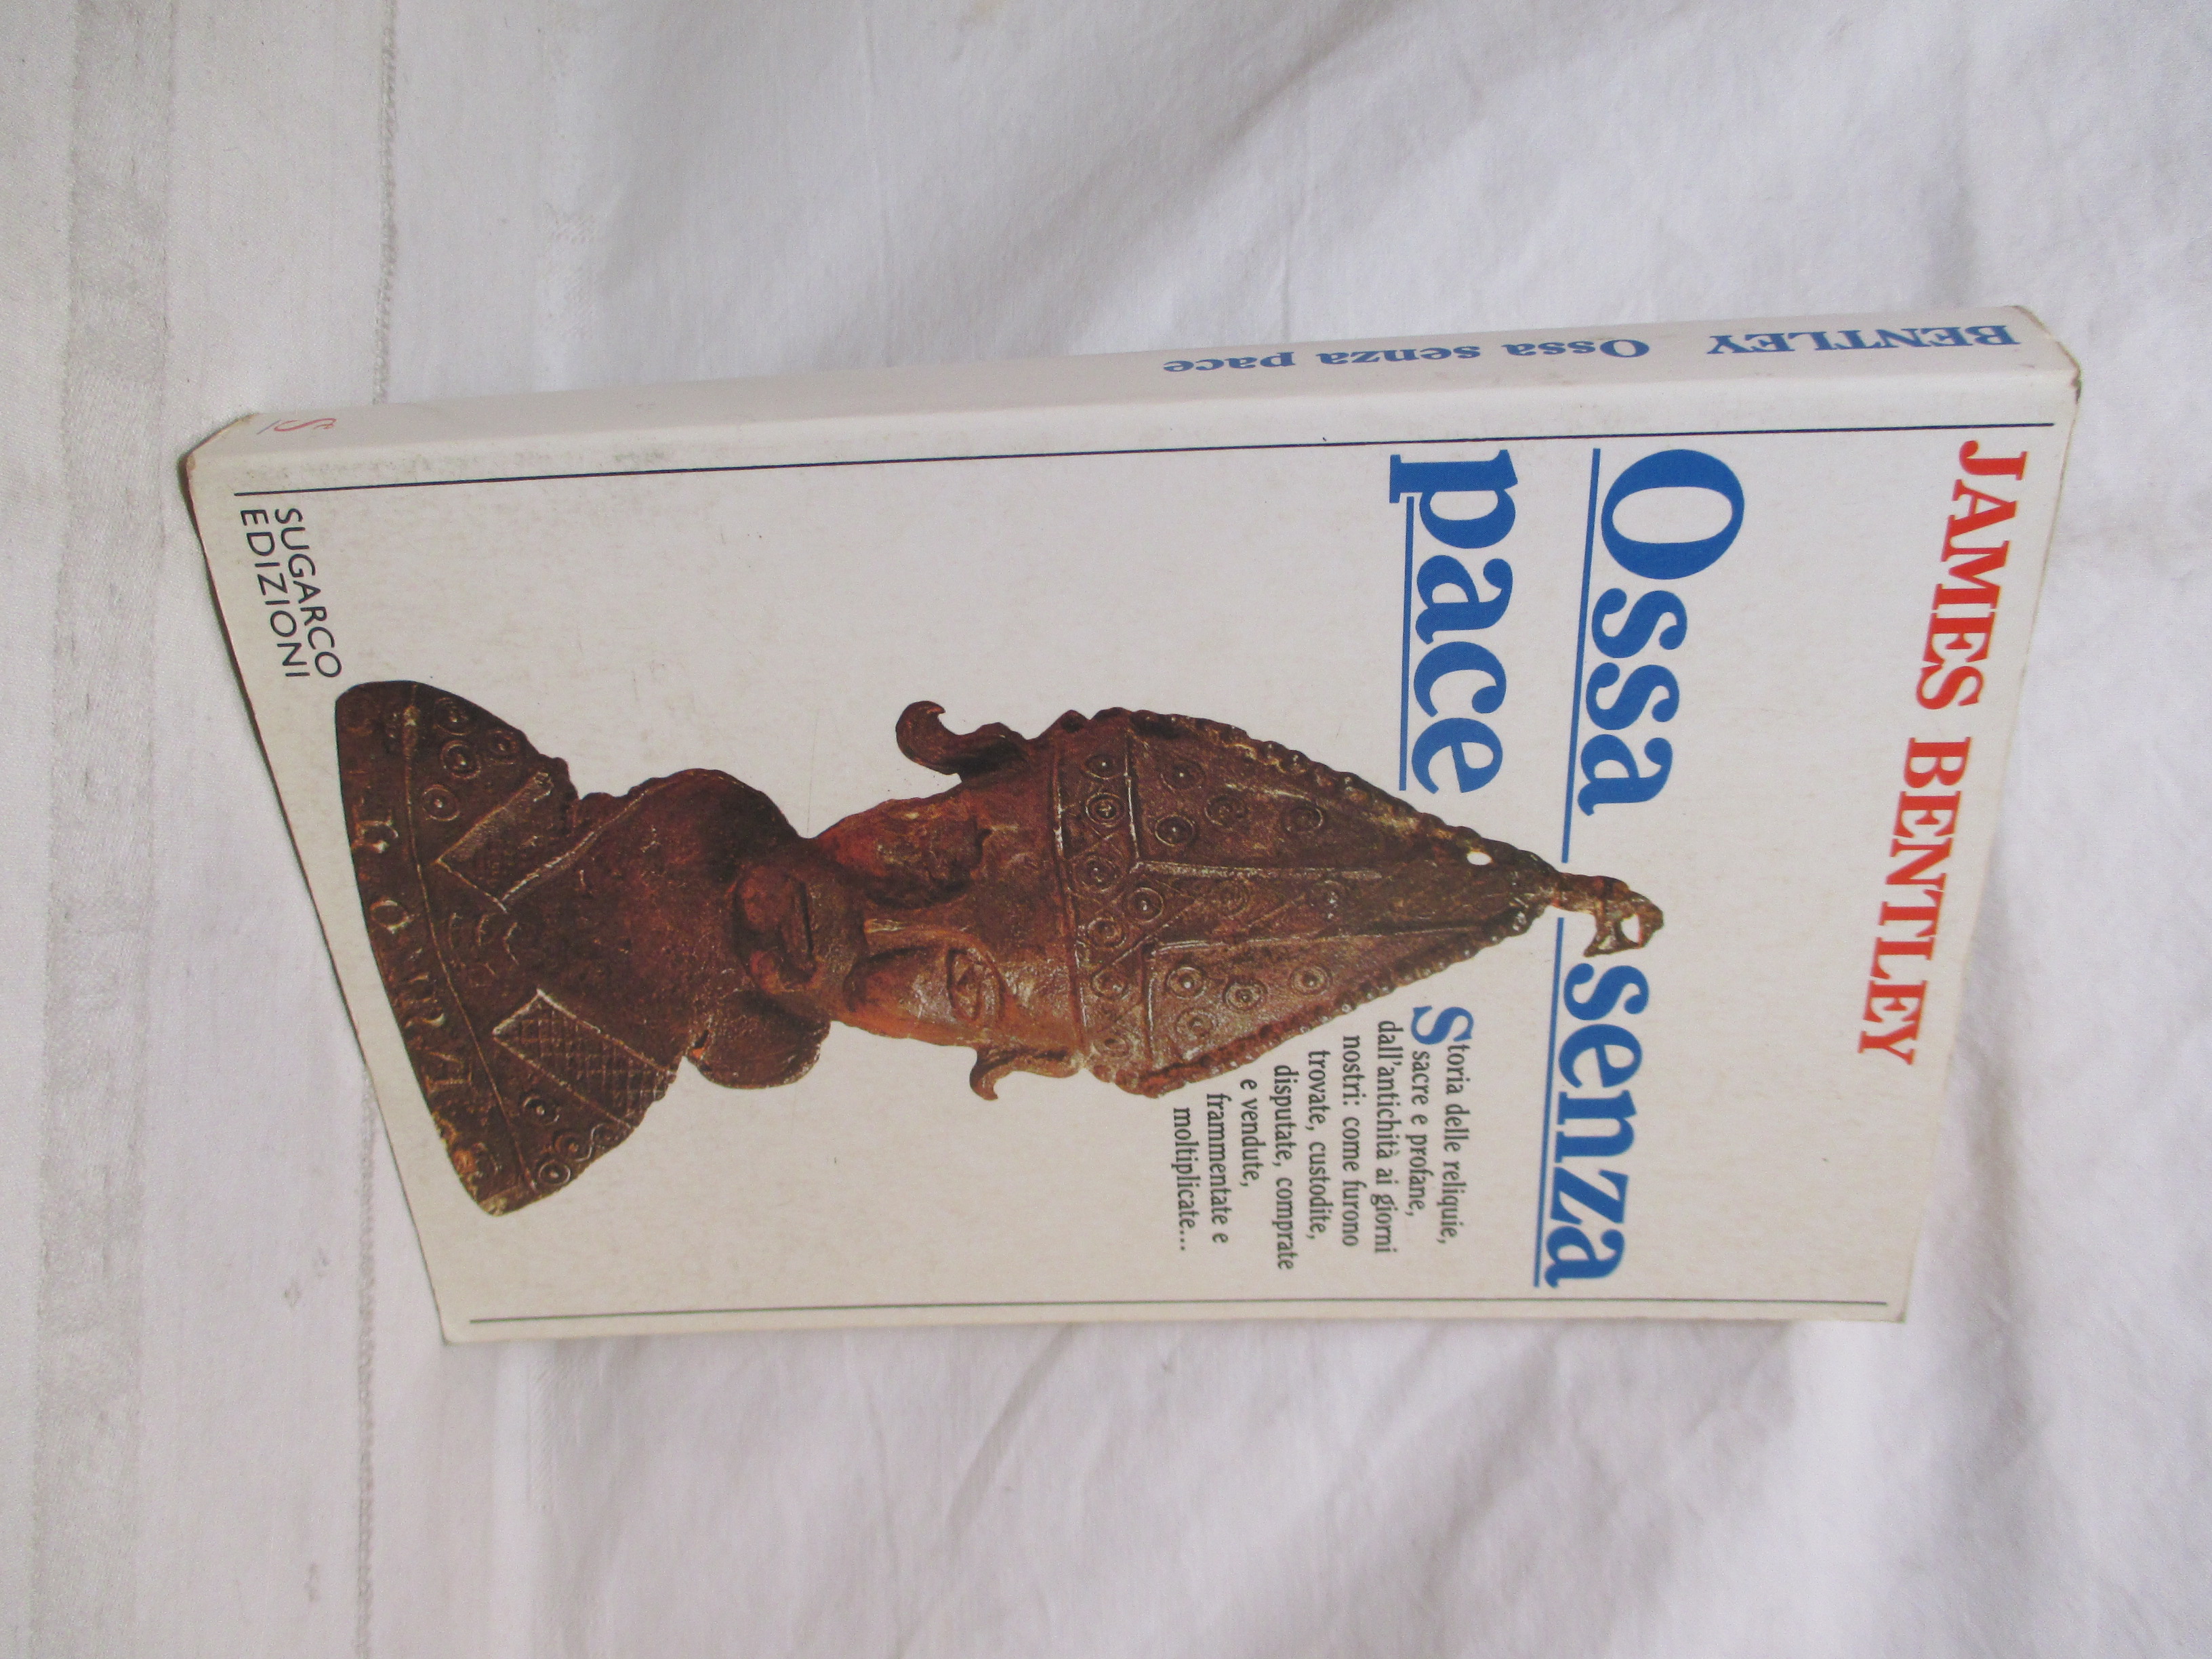 JAMES BENTLEY
Ossa senza
pace
Storia delle reliquie,
sacre e profane,
dall'antichità ai giorni
nostri: come furono
trovate, custodite,
disputate, comprate
e vendute,
frammentate e
moltiplicate...
SUGARCO
EDIZIONI
BENTLEY Ossa senza pace